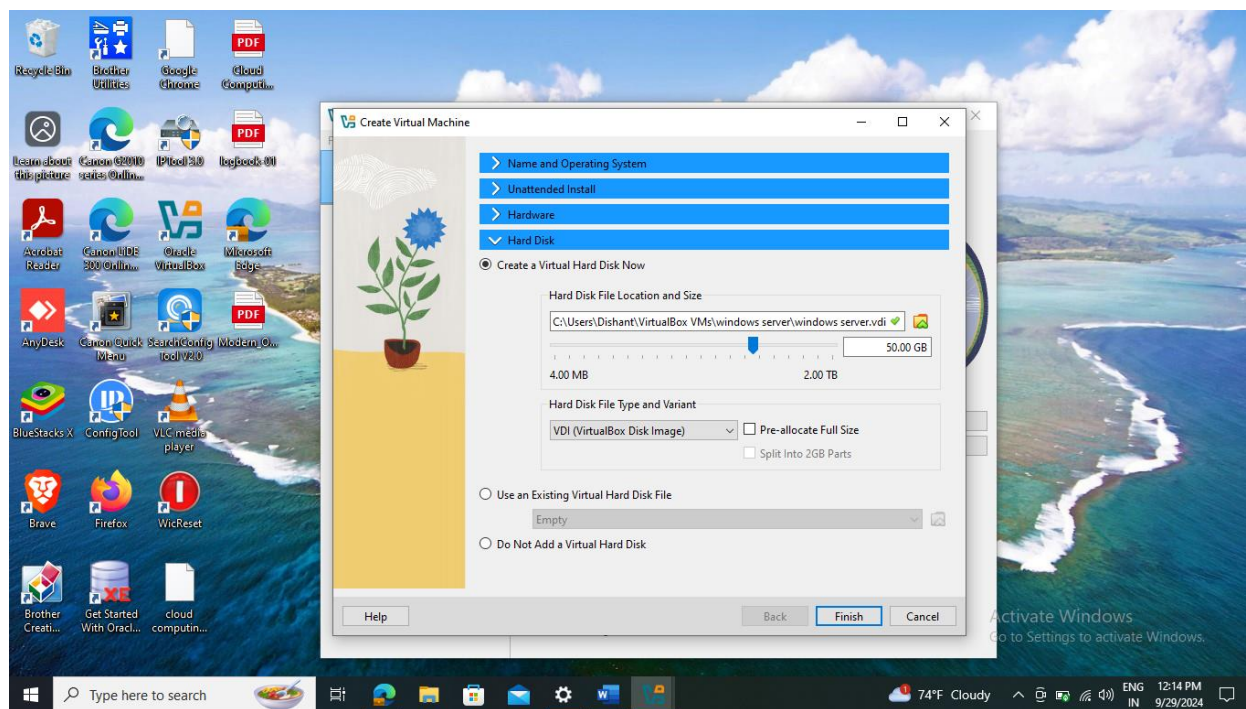 Recycle Bin
Brother
Utilities
Google
Chrome
PDF
Cloud
Computi...
Learn about
this picture
Canon G2010
series Onlin...
IPtool 3.0
PDF
logbook-01
Acrobat
Reader
Canon LiDE
300 Onlin...
Oracle
VirtualBox
Microsoft
Edge
AnyDesk
Canon Quick
Menu
SearchConfig
Tool V2.0
PDF
Modern_O...
BlueStacks X
IP
ConfigTool
VLC media
player
Brave
Firefox
WicReset
Brother
Creati...
XE
Get Started
With Oracl...
cloud
computin...
Create Virtual Machine
Name and Operating System
Unattended Install
Hardware
Hard Disk
Create a Virtual Hard Disk Now
Hard Disk File Location and Size
C:\Users\Dishant\VirtualBox VMs\windows server\windows server.vdi
50.00 GB
4.00 MB 2.00 TB
Hard Disk File Type and Variant
VDI (VirtualBox Disk Image) Pre-allocate Full Size
Split Into 2GB Parts
Use an Existing Virtual Hard Disk File
Empty
Do Not Add a Virtual Hard Disk
Help Back Finish Cancel
Activate Windows
Go to Settings to activate Windows.
Type here to search
74°F Cloudy
ENG
IN
12:14 PM
9/29/2024